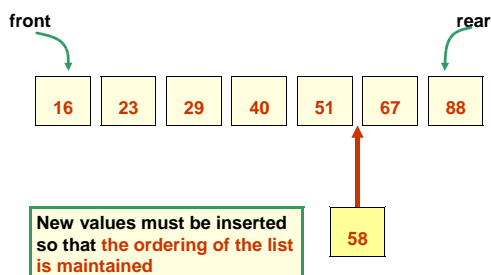 front
rear
16 23 29 40 51 67 88
New values must be inserted
so that the ordering of the list
is maintained
58